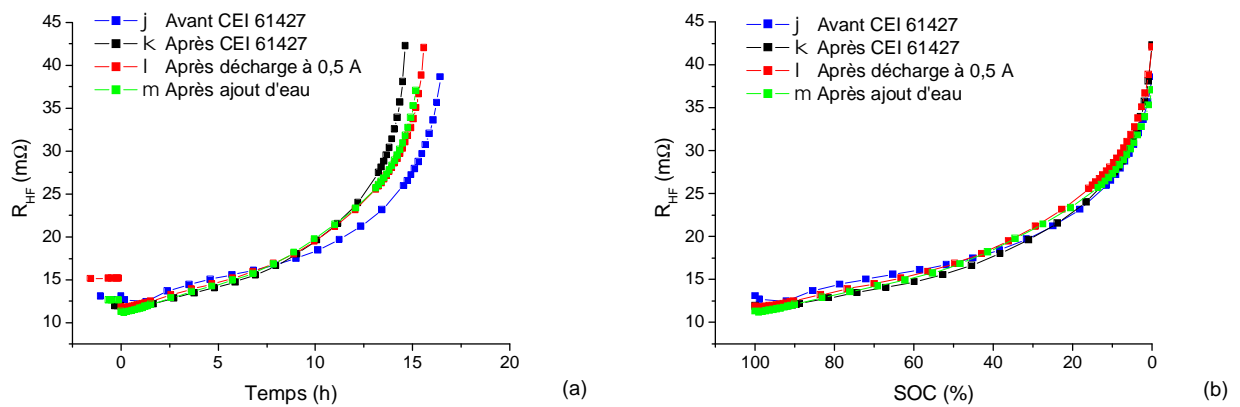 j Avant CEI 61427
k Après CEI 61427
l Après décharge à 0,5 A
m Après ajout d'eau
45
40
35
30
25
20
15
10
R_HF (mΩ)
0 5 10 15 20
Temps (h)
(a)
j Avant CEI 61427
k Après CEI 61427
l Après décharge à 0,5 A
m Après ajout d'eau
45
40
35
30
25
20
15
10
R_HF (mΩ)
100 80 60 40 20 0
SOC (%)
(b)